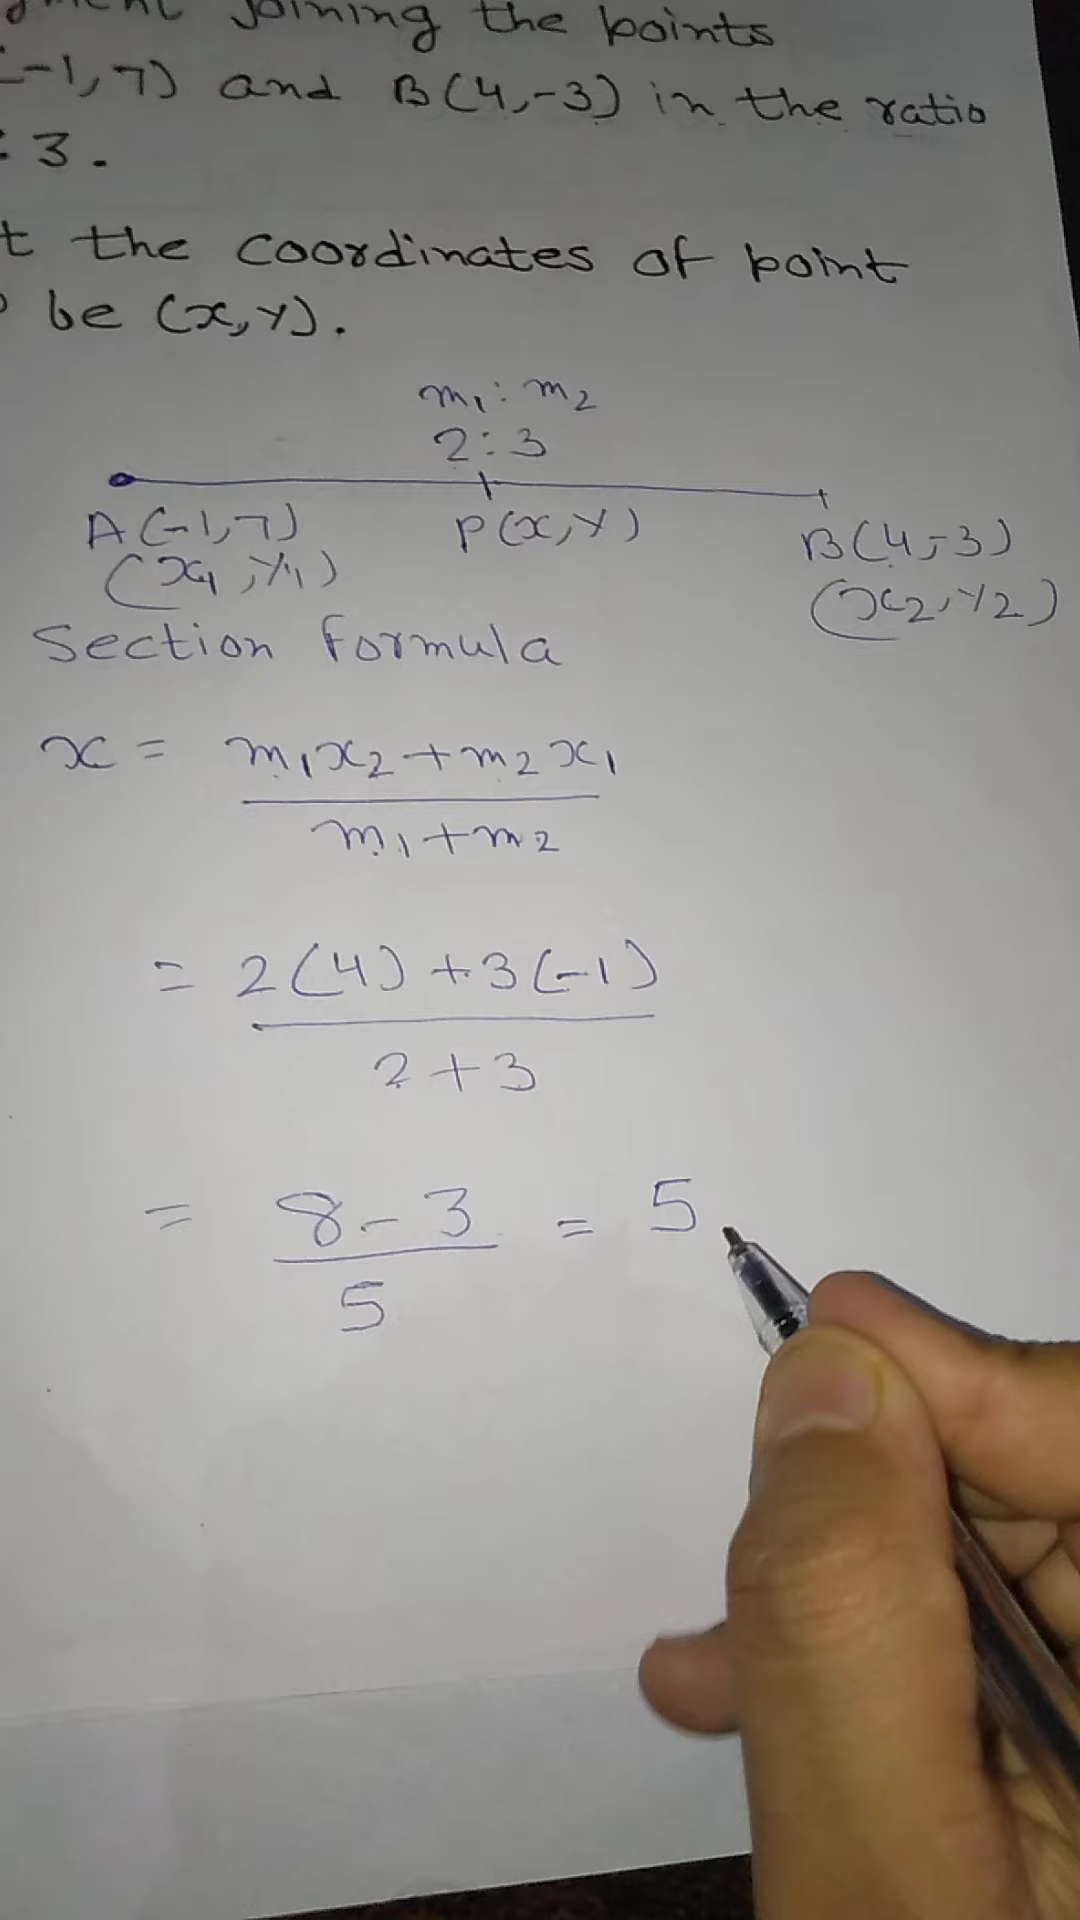 joining the points
-1,7) and B(4,-3) in the ratio
: 3.
t the coordinates of point
be (x,y).
m₁ : m₂
2 : 3
A(-1,7) P(x,y) B(4,-3)
(x₁,y₁) (x₂,y₂)
Section Formula
x = m₁x₂+m₂x₁
m₁+m₂
= 2(4)+3(-1)
2+3
= 8-3 = 5
5